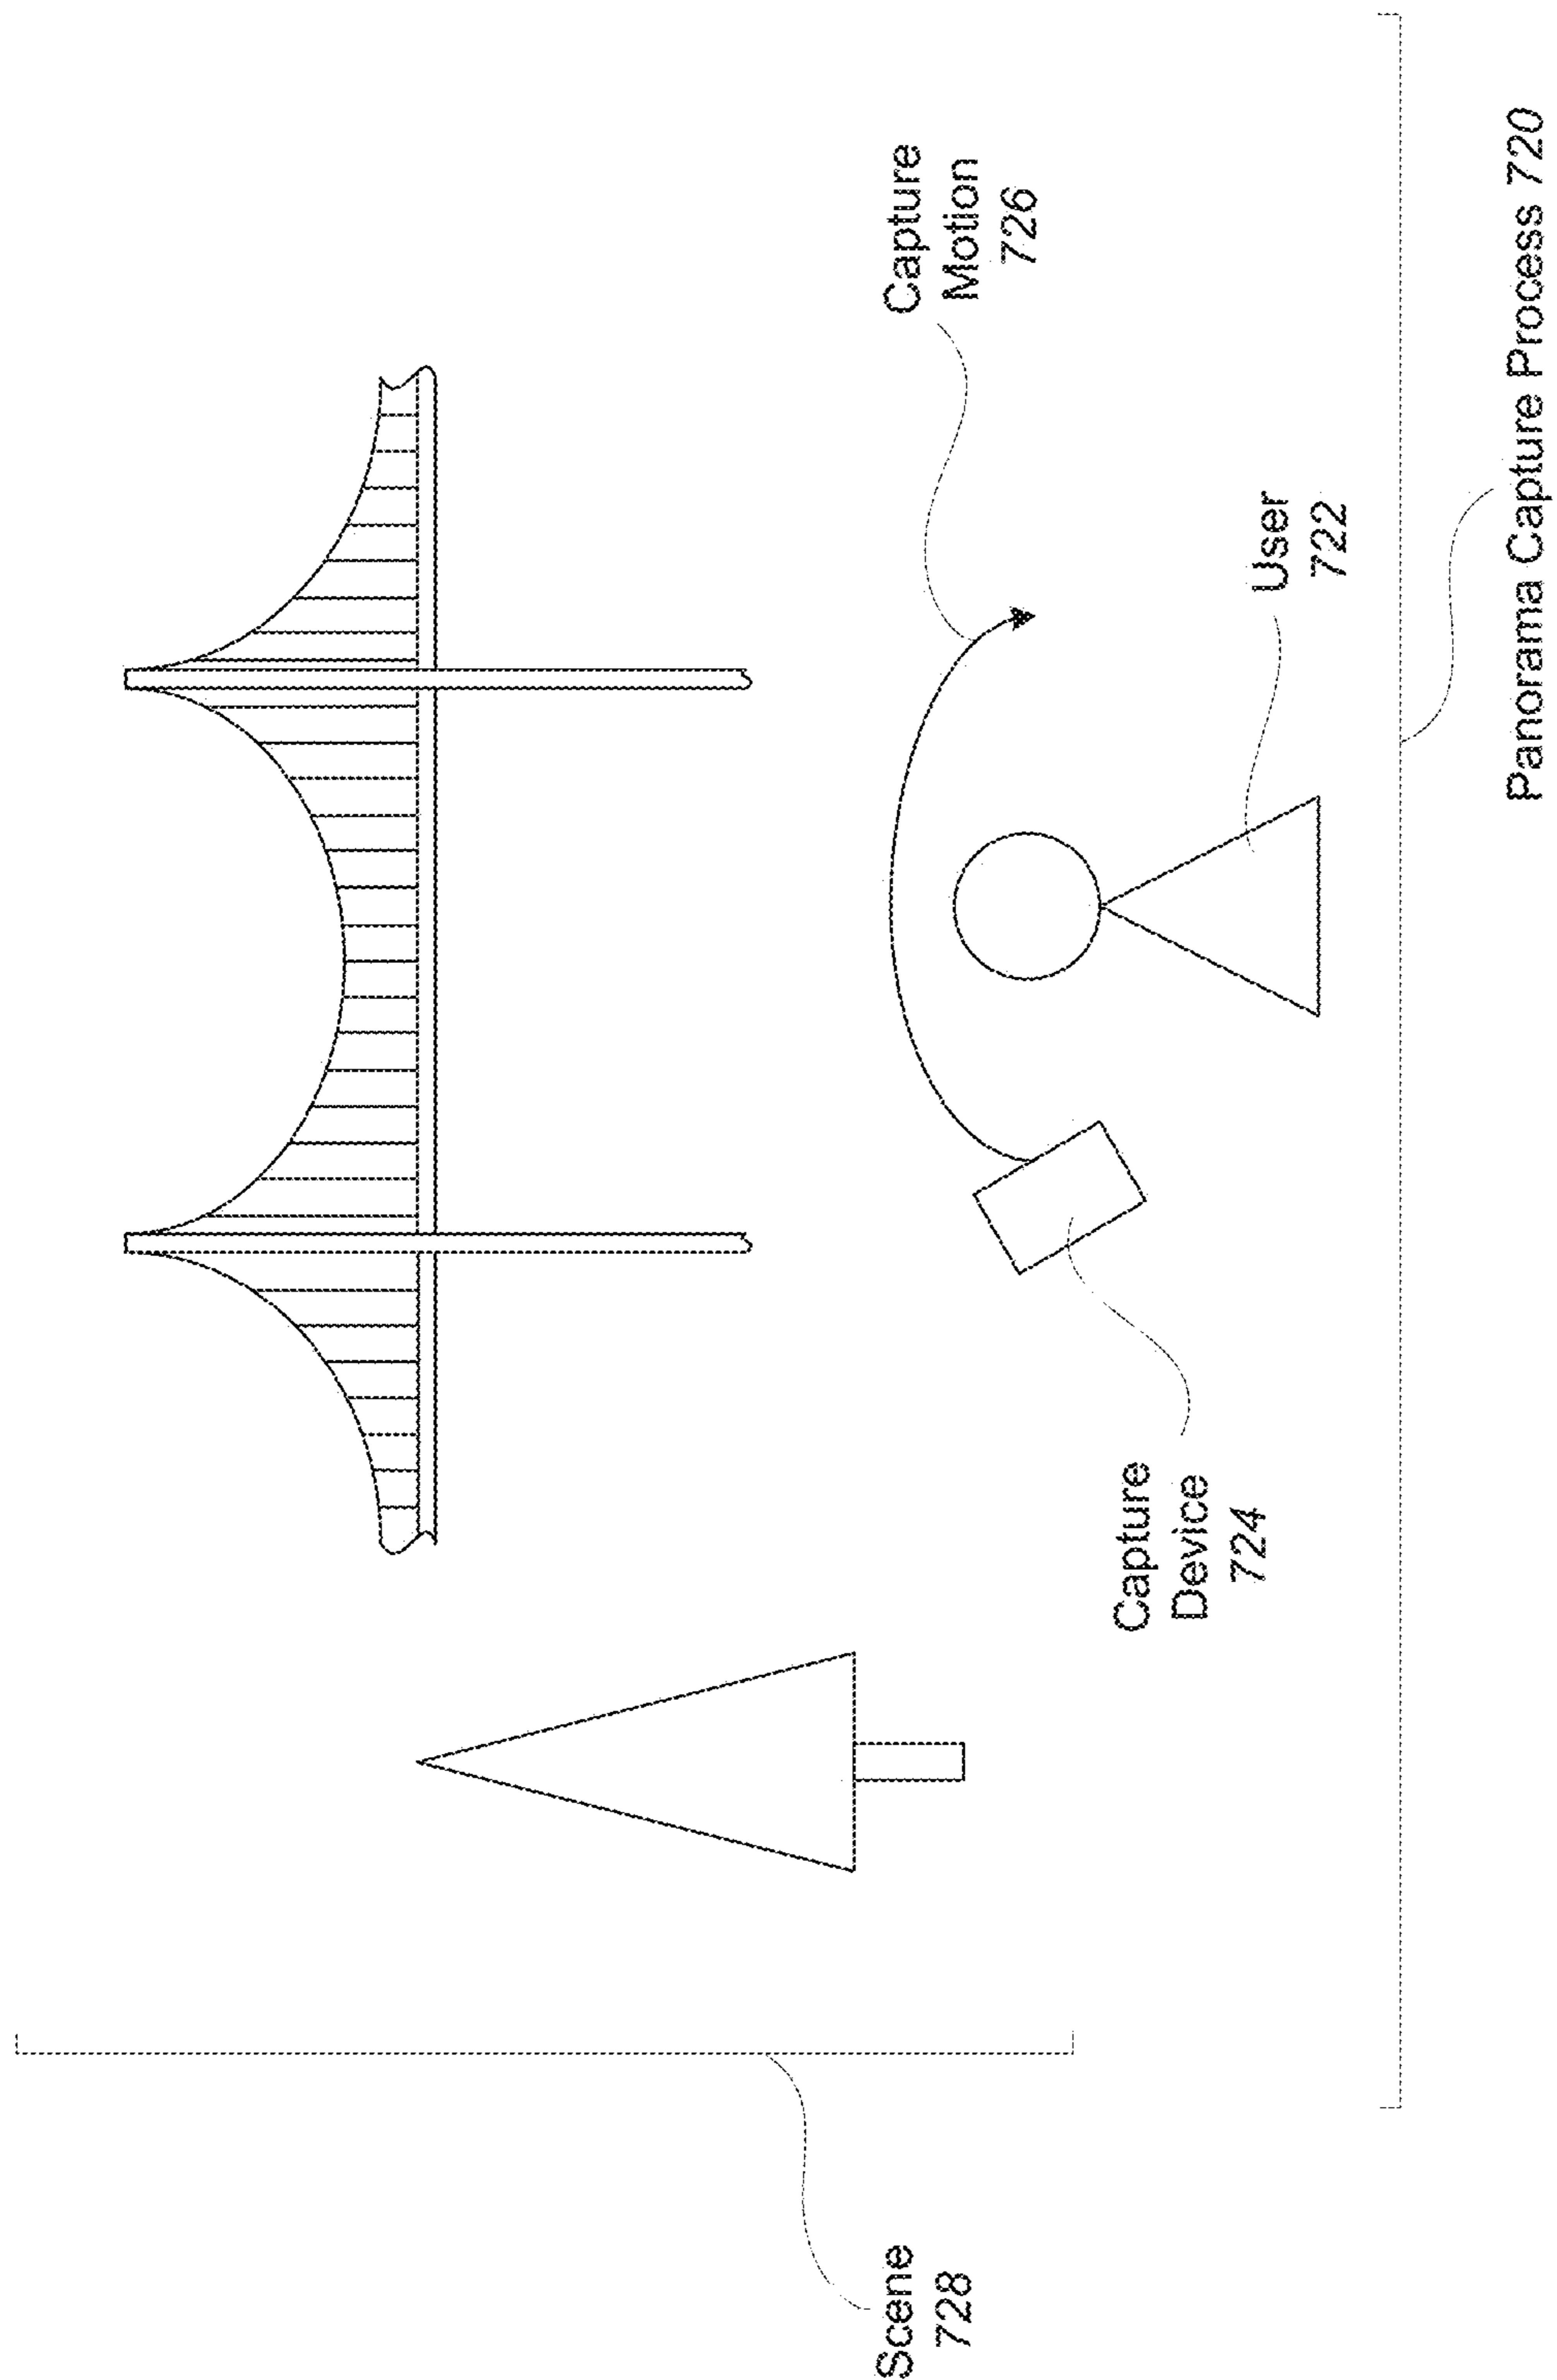 Scene
728
Capture
Device
724
Capture
Motion
726
User
722
Panorama Capture Process 720